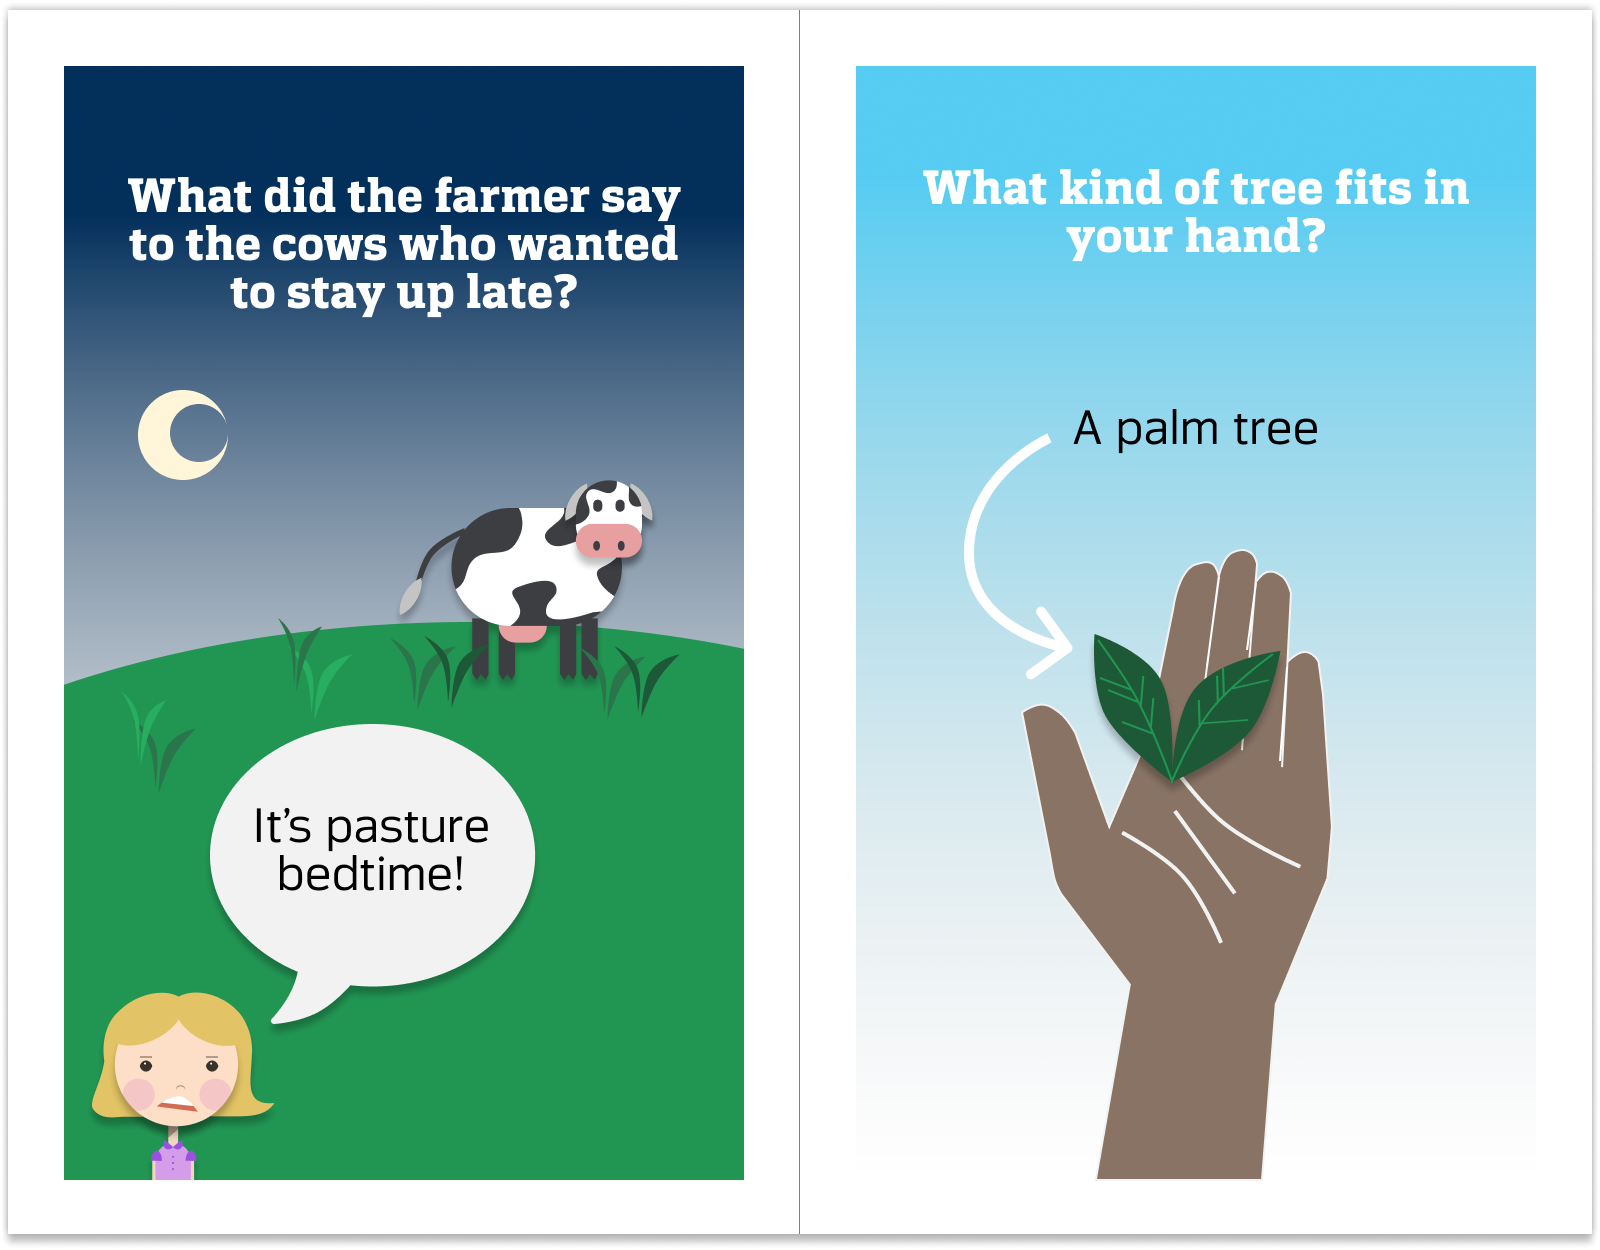 What did the farmer say
to the cows who wanted
to stay up late?
It’s pasture
bedtime!
What kind of tree fits in
your hand?
A palm tree